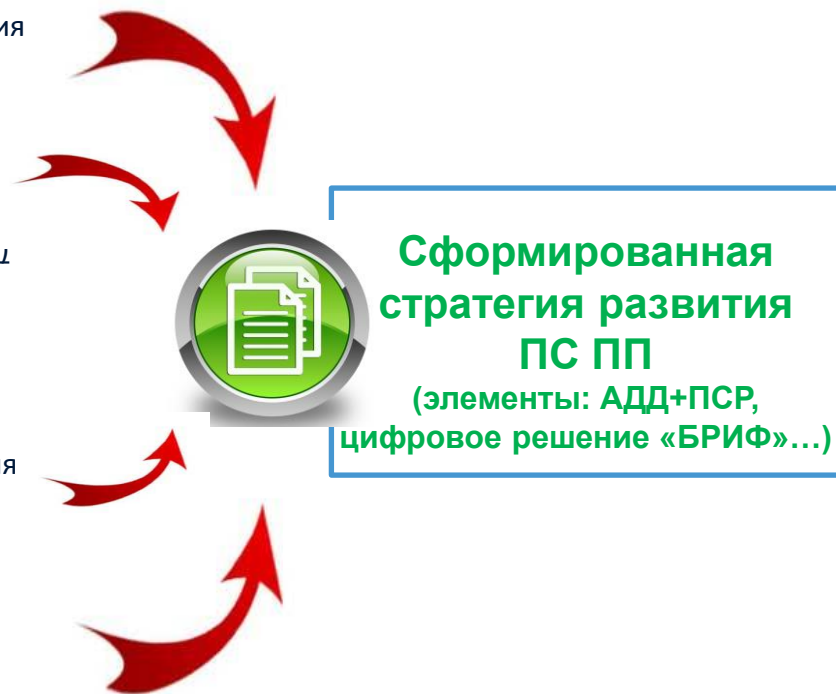 Сформированная
стратегия развития
ПС ПП
(элементы: АДД+ПСР,
цифровое решение «БРИФ»…)